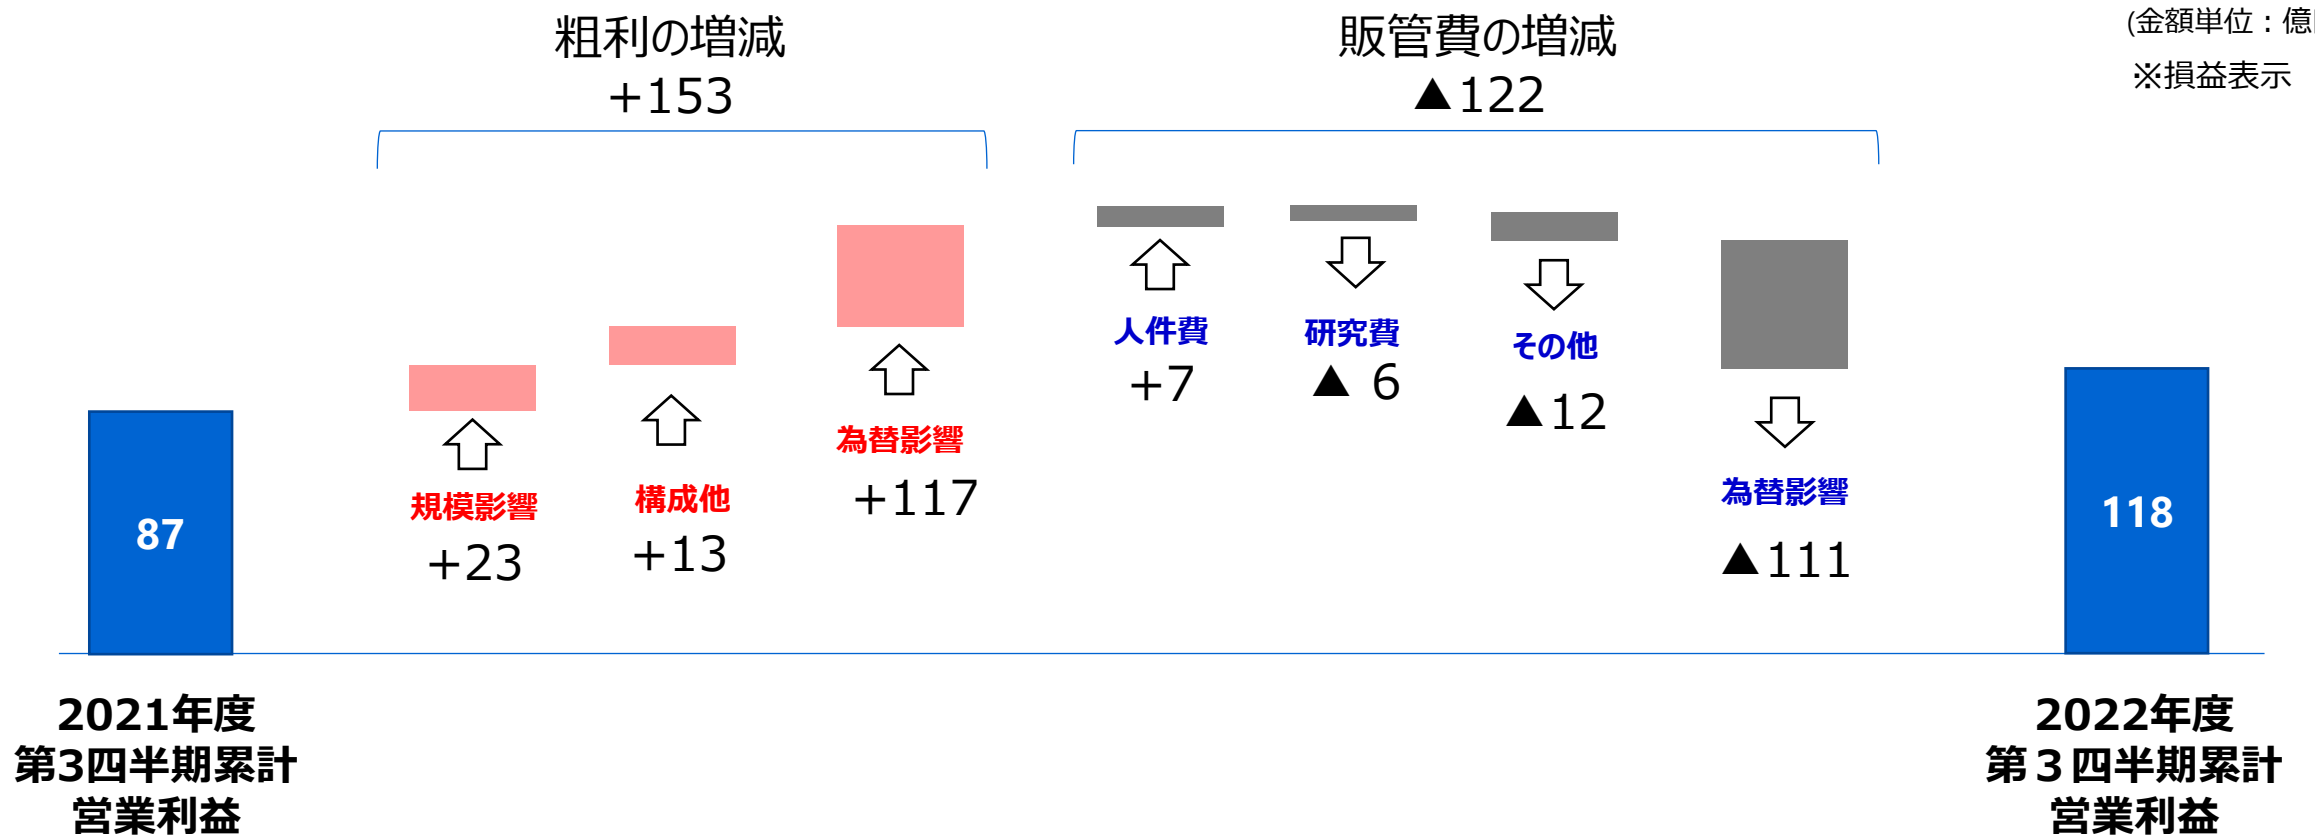 粗利の増減
+153
販管費の増減
▲122
(金額単位：億
※損益表示
87
規模影響
+23
構成他
+13
為替影響
+117
人件費
+7
研究費
▲ 6
その他
▲12
為替影響
▲111
118
2021年度
第3四半期累計
営業利益
2022年度
第３四半期累計
営業利益